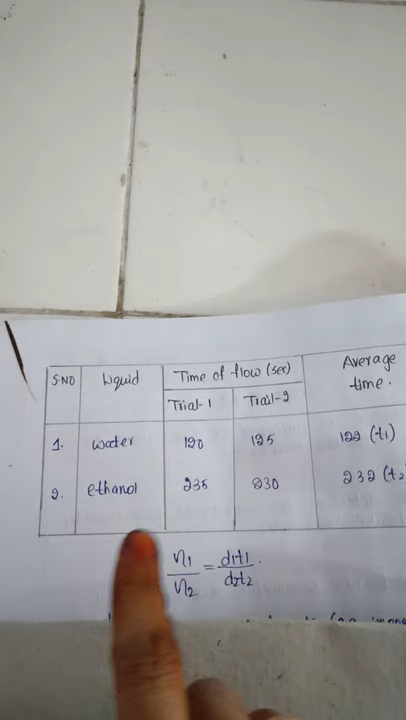 S.NO Liquid Time of flow (sec) Average time.
Trial-1 Trail-2
1. water 120 125 122 (t1)
2. ethanol 235 230 232 (t2
η1/η2 = d1t1/d2t2.